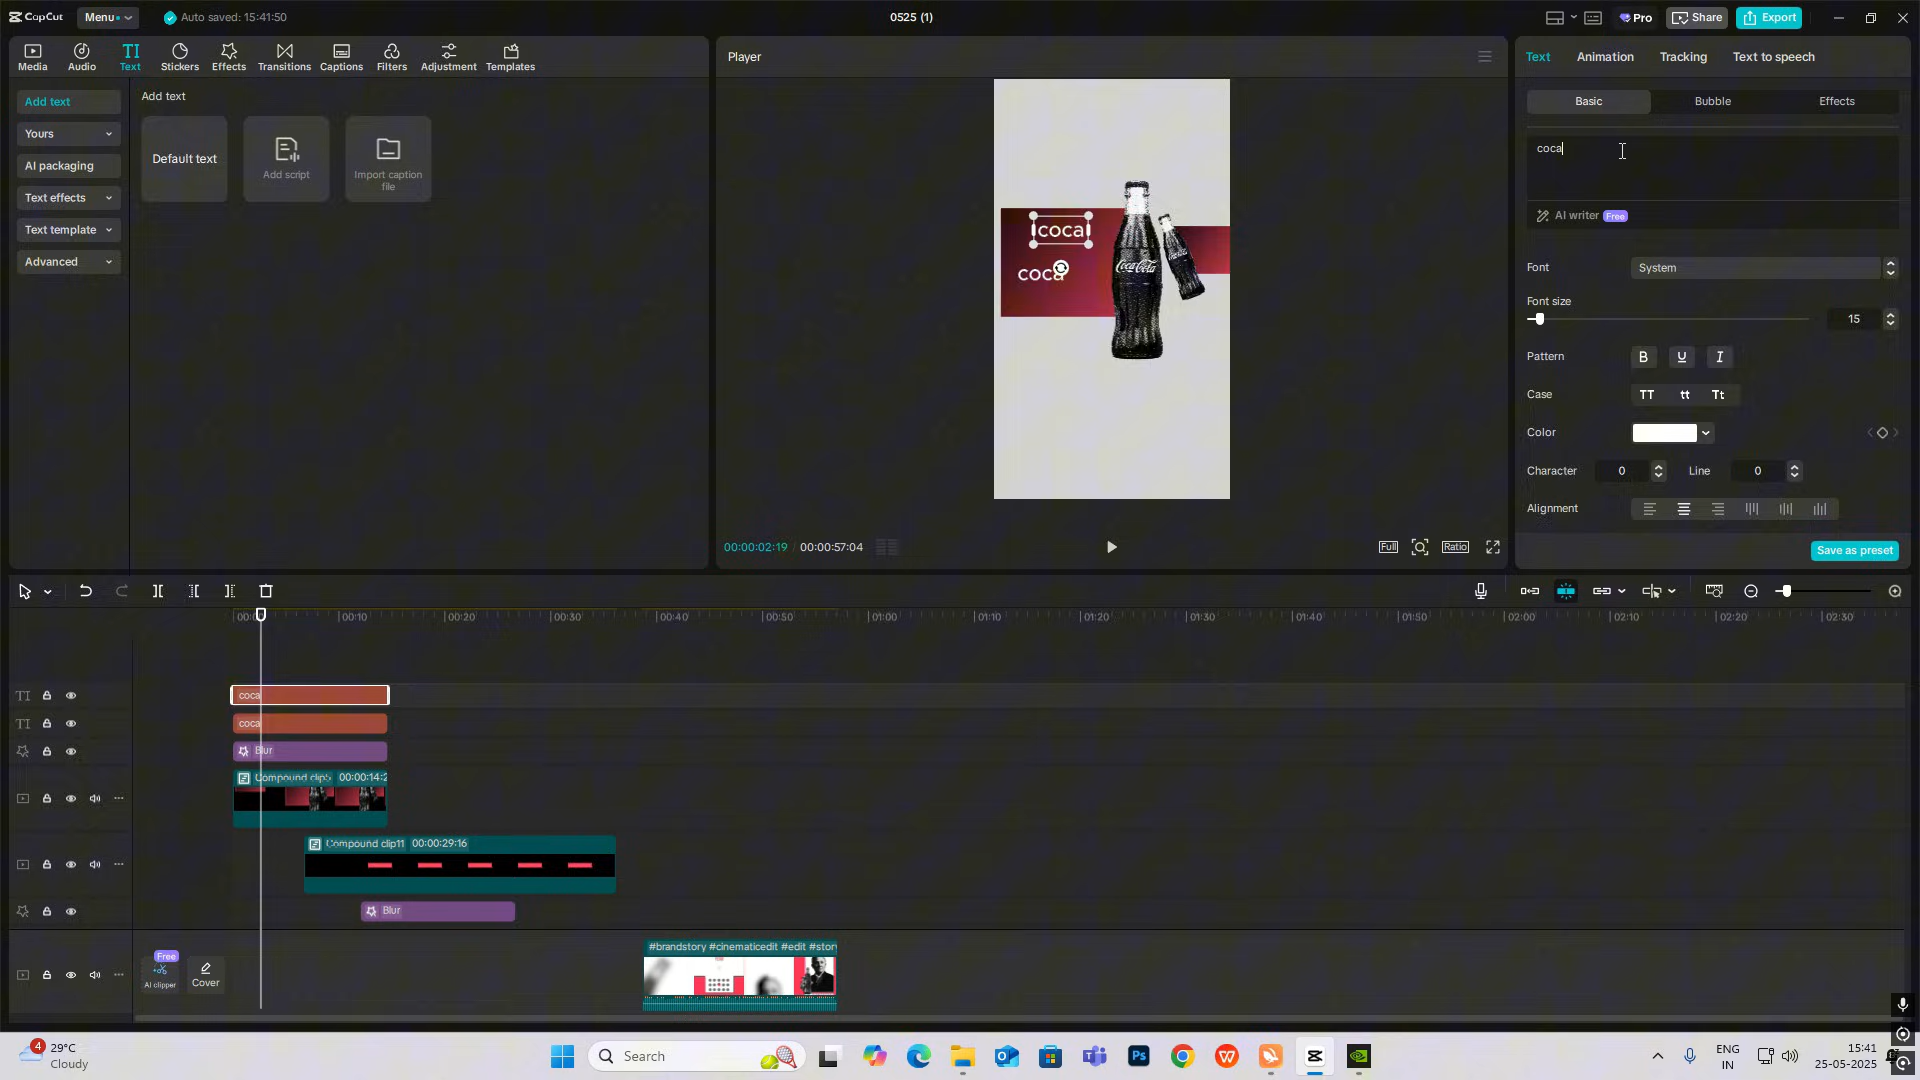 CapCut
Menu
Auto saved: 15:41:50
0525 (1)
Pro
Share
Export
Media
Audio
TI
Text
Stickers
Effects
Transitions
Captions
Filters
Adjustment
Templates
Add text
Yours
AI packaging
Text effects
Text template
Advanced
Add text
Default text
Add script
Import caption
file
Player
coca
coca
Coca-Cola
00:00:02:19 / 00:00:57:04
Full
Ratio
Text
Animation
Tracking
Text to speech
Basic
Bubble
Effects
coca
AI writer
Free
Font
System
Font size
15
Pattern
B
U
I
Case
TT
tt
Tt
Color
Character
0
Line
0
Alignment
Save as preset
00:10
00:20
00:30
00:40
00:50
01:00
01:10
01:20
01:30
01:40
01:50
02:00
02:10
02:20
02:30
TI
coca
TI
coca
Blur
Compound clip
00:00:14:2
Compound clip11
00:00:29:16
Blur
Free
AI clipper
Cover
#brandstory #cinematicedit #edit #story
4
29°C
Cloudy
Search
Ps
ENG
IN
15:41
25-05-2025